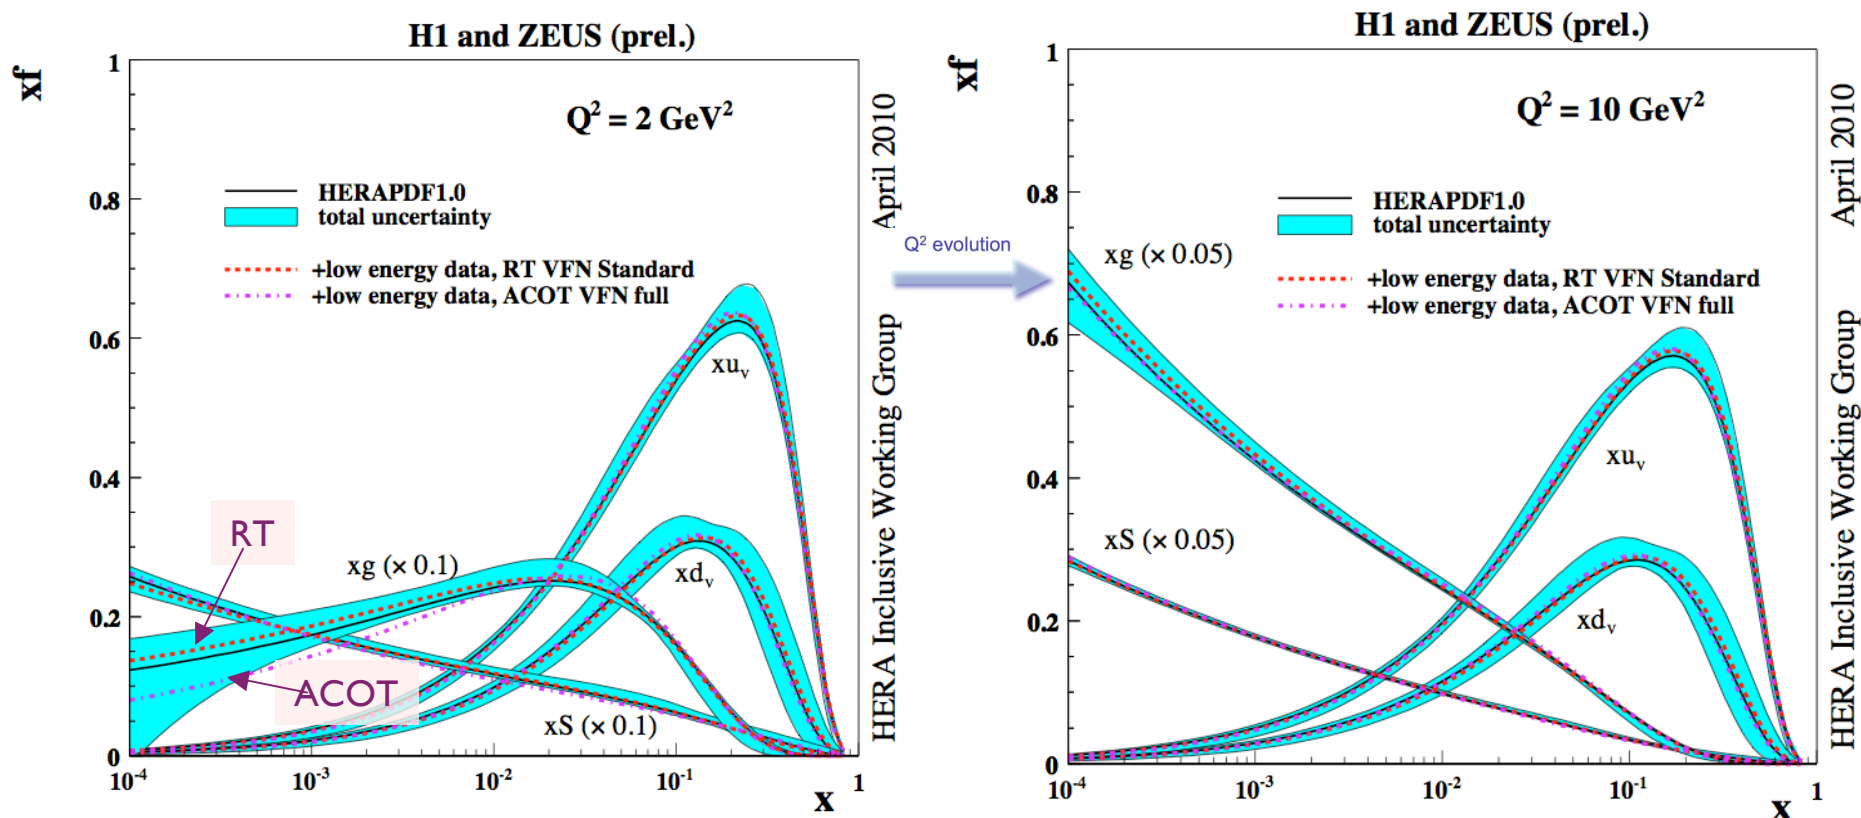 H1 and ZEUS (prel.)
xf
1
0.8
0.6
0.4
0.2
0
Q² = 2 GeV²
HERAPDF1.0
total uncertainty
+low energy data, RT VFN Standard
+low energy data, ACOT VFN full
xuᵥ
xdᵥ
RT
xg (× 0.1)
ACOT
xS (× 0.1)
10⁻⁴ 10⁻³ 10⁻² 10⁻¹ 1
x
HERA Inclusive Working Group April 2010
Q² evolution
H1 and ZEUS (prel.)
xf
1
0.8
0.6
0.4
0.2
0
Q² = 10 GeV²
HERAPDF1.0
total uncertainty
xg (× 0.05)
+low energy data, RT VFN Standard
+low energy data, ACOT VFN full
xuᵥ
xS (× 0.05)
xdᵥ
10⁻⁴ 10⁻³ 10⁻² 10⁻¹ 1
x
HERA Inclusive Working Group April 2010